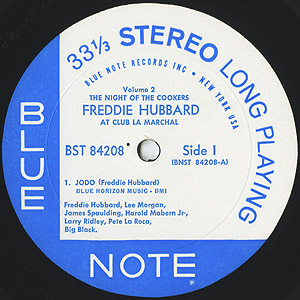 33 1/3 STEREO LONG PLAYING
BLUE NOTE RECORDS INC • NEW YORK USA
Volume 2
THE NIGHT OF THE COOKERS
FREDDIE HUBBARD
AT CLUB LA MARCHAL
BST 84208
Side 1
(BNST 84208-A)
1. JODO (Freddie Hubbard)
BLUE HORIZON MUSIC - BMI
Freddie Hubbard, Lee Morgan,
James Spaulding, Harold Mabern Jr,
Larry Ridley, Pete La Roca,
Big Black.
BLUE
NOTE ®